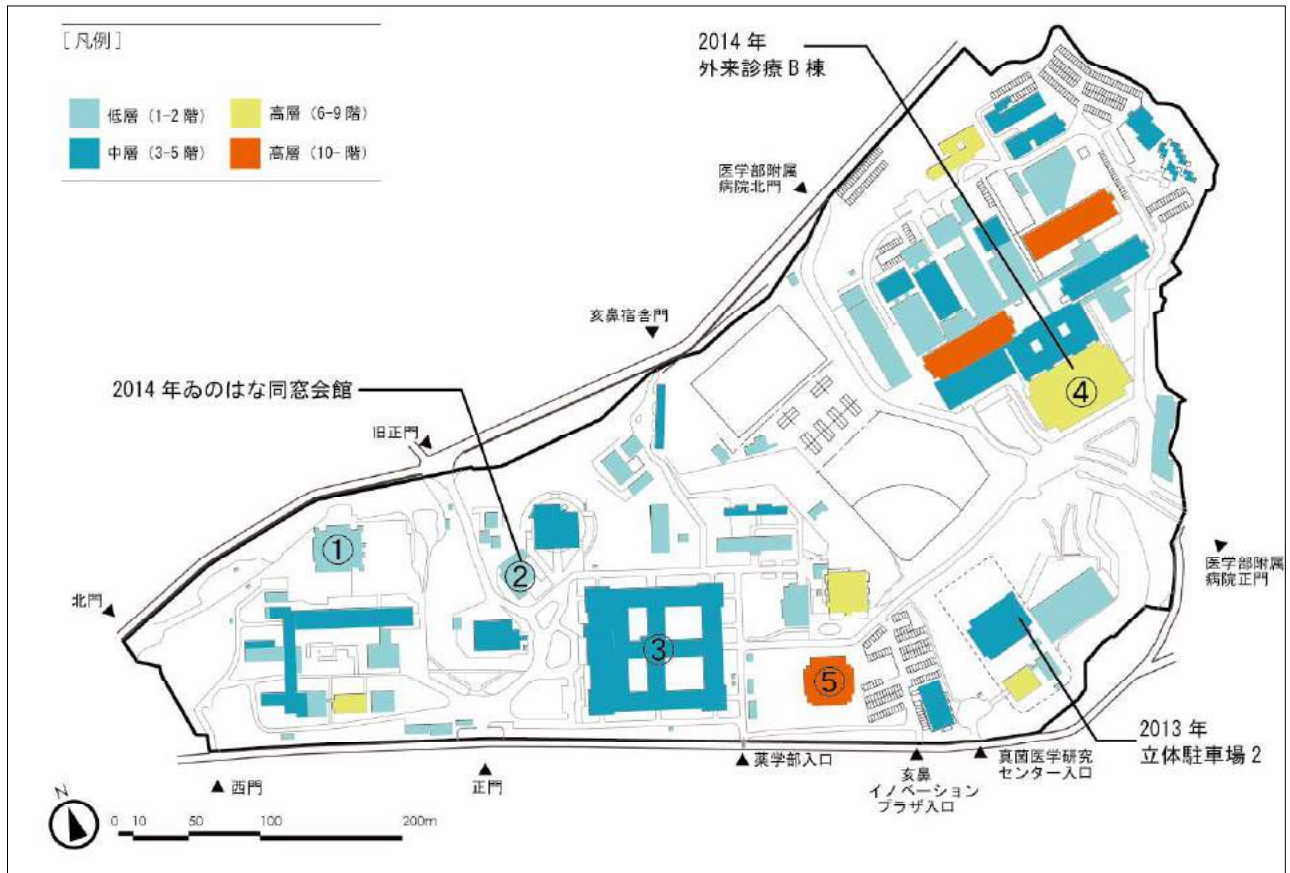 [凡例]
低層 (1-2 階)
高層 (6-9 階)
中層 (3-5 階)
高層 (10- 階)
2014 年
外来診療 B 棟
医学部附属
病院北門
亥鼻宿舎門
2014 年ゐのはな同窓会館
旧正門
北門
①
②
③
④
⑤
医学部附属
病院正門
2013 年
立体駐車場 2
西門
正門
薬学部入口
亥鼻
イノベーション
プラザ入口
真菌医学研究
センター入口
N
0 10 50 100 200m